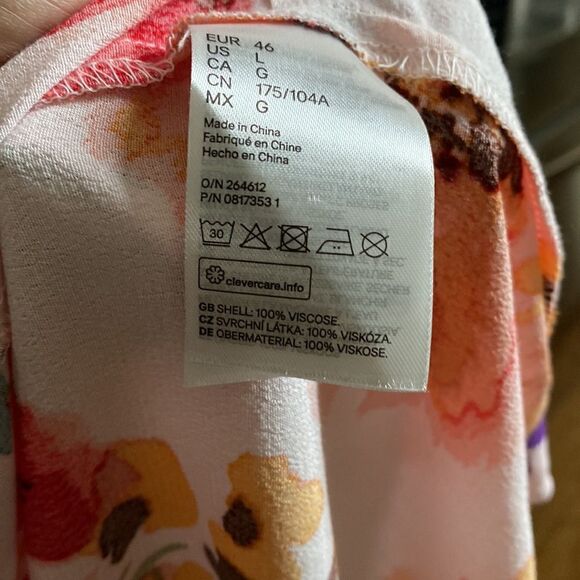 EUR 46
US L
CA G
CN 175/104A
MX G
Made in China
Fabriqué en Chine
Hecho en China
O/N 264612
P/N 0817353 1
30
clevercare.info
GB SHELL: 100% VISCOSE.
CZ SVRCHNÍ LÁTKA: 100% VISKÓZA.
DE OBERMATERIAL: 100% VISKOSE.